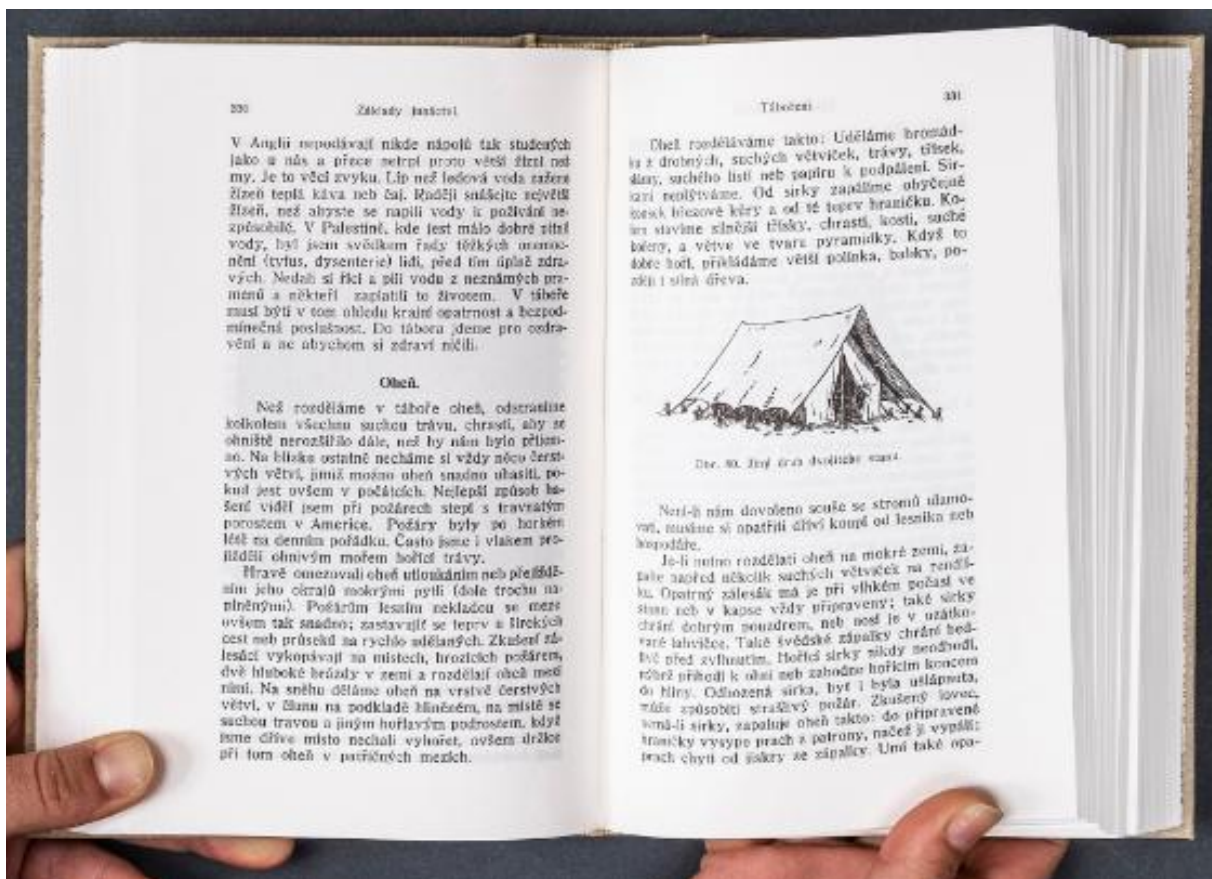 330 Základy junáctví
V Anglii nepodávají nikde nápojů tak studených
jako u nás a přece netrpí proto větší žízní než
my. Je to věcí zvyku. Líp než ledová voda zažene
žízeň teplá káva neb čaj. Raději snášejte největší
žízeň, než abyste se napili vody k požívání ne-
způsobilé. V Palestině, kde jest málo dobré pitné
vody, byl jsem svědkem řady těžkých onemoc-
nění (tyfus, dysenterie) lidí, před tím úplně zdra-
vých. Nedali si říci a pili vodu z neznámých pra-
menů a někteří zaplatili to životem. V táboře
musí býti v tom ohledu krajní opatrnost a bezpod-
mínečná poslušnost. Do tábora jdeme pro ozdra-
vění a ne abychom si zdraví ničili.
Oheň.
Než rozděláme v táboře oheň, odstraníme
kolkolem všechnu suchou trávu, chrastí, aby se
ohniště nerozšířilo dále, než by nám bylo příjem-
no. Na blízku ostatně necháme si vždy něco čerst-
vých větví, jimiž možno oheň snadno uhasiti, po-
kud jest ovšem v počátcích. Nejlepší způsob ha-
šení viděl jsem při požárech stepí s travnatým
porostem v Americe. Požáry byly po horkém
létě na denním pořádku. Často jsme i vlakem pro-
jížděli ohnivým mořem hořící trávy.
Hravě omezovali oheň utloukáním neb přejíždě-
ním jeho okrajů mokrými pytli (dole trochu na-
plněnými). Požárům lesním nekladou se meze
ovšem tak snadno; zastavují se teprv u širokých
cest neb průseků na rychlo udělaných. Zkušení zá-
lesáci vykopávají na místech, hrozících požárem,
dvě hluboké brázdy v zemi a rozdělají oheň mezi
nimi. Na sněhu děláme oheň na vrstvě čerstvých
větví, v člunu na podkladě hliněném, na místě se
suchou travou a jiným hořlavým podrostem, když
jsme dříve místo nechali vyhořet, ovšem držíce
při tom oheň v patřičných mezích.
Táboření 331
Oheň rozděláváme takto: Uděláme hromád-
ku z drobných, suchých větviček, trávy, třísek,
slámy, suchého listí neb papíru k podpálení. Sir-
kami neplýtváme. Od sirky zapálíme obyčejně
kousek březové kůry a od té teprv hraničku. Ko-
lem stavíme silnější třísky, chrastí, kosti, suché
kořeny, a větve ve tvaru pyramidky. Když to
dobře hoří, přikládáme větší polínka, babky, po-
zději i silná dřeva.
Obr. 80. Jiný druh dvojitého stanu.
Není-li nám dovoleno souše se stromů ulamo-
vati, musíme si opatřiti dříví koupí od lesníka neb
hospodáře.
Je-li nutno rozdělati oheň na mokré zemi, za-
napřed několik suchých větviček na rendlí-
ku. Opatrný zálesák má je při vlhkém počasí ve
stanu neb v kapse vždy připraveny; také sirky
chrání dobrým pouzdrem, neb nosí je v uzátko-
vané lahvičce. Také švédské zápalky chrání bed-
livě před zvlhnutím. Hořící sirky nikdy neodhodí,
nýbrž přihodí k ohni neb zabodne hořícím koncem
do hlíny. Odhozená sirka, byť i byla ušlápnuta,
může způsobiti strašlivý požár. Zkušený lovec,
nemá-li sirky, zapaluje oheň takto: do připravené
hraničky vysype prach z patrony, načež ji vypálí;
prach chytí od jiskry ze zápalky. Umí také opa-